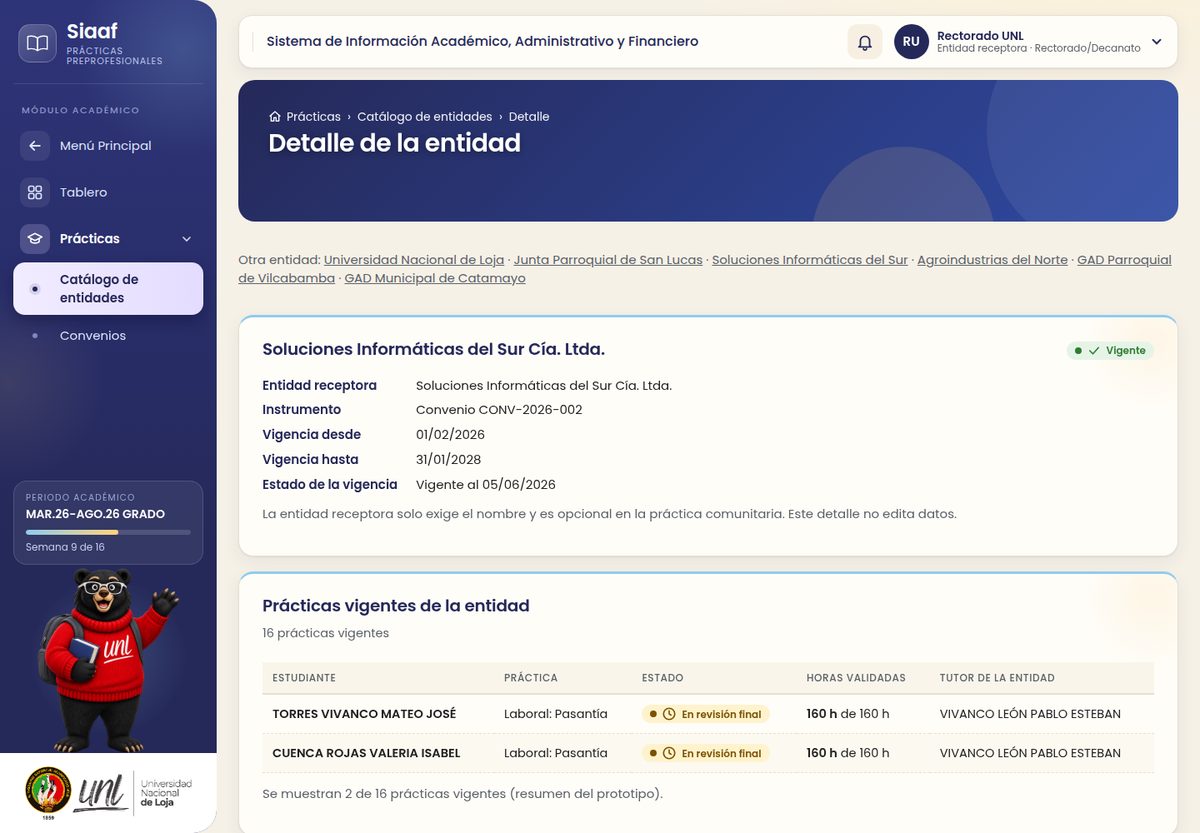 Siaaf
PRÁCTICAS
PREPROFESIONALES
MÓDULO ACADÉMICO
Menú Principal
Tablero
Prácticas
Catálogo de
entidades
Convenios
PERIODO ACADÉMICO
MAR.26-AGO.26 GRADO
Semana 9 de 16
unl
1859
unl
Universidad
Nacional
de Loja
Sistema de Información Académico, Administrativo y Financiero
RU
Rectorado UNL
Entidad receptora · Rectorado/Decanato
Prácticas › Catálogo de entidades › Detalle
Detalle de la entidad
Otra entidad: Universidad Nacional de Loja · Junta Parroquial de San Lucas · Soluciones Informáticas del Sur · Agroindustrias del Norte · GAD Parroquial
de Vilcabamba · GAD Municipal de Catamayo
Soluciones Informáticas del Sur Cía. Ltda.
Vigente
Entidad receptora Soluciones Informáticas del Sur Cía. Ltda.
Instrumento Convenio CONV-2026-002
Vigencia desde 01/02/2026
Vigencia hasta 31/01/2028
Estado de la vigencia Vigente al 05/06/2026
La entidad receptora solo exige el nombre y es opcional en la práctica comunitaria. Este detalle no edita datos.
Prácticas vigentes de la entidad
16 prácticas vigentes
ESTUDIANTE PRÁCTICA ESTADO HORAS VALIDADAS TUTOR DE LA ENTIDAD
TORRES VIVANCO MATEO JOSÉ Laboral: Pasantía En revisión final 160 h de 160 h VIVANCO LEÓN PABLO ESTEBAN
CUENCA ROJAS VALERIA ISABEL Laboral: Pasantía En revisión final 160 h de 160 h VIVANCO LEÓN PABLO ESTEBAN
Se muestran 2 de 16 prácticas vigentes (resumen del prototipo).